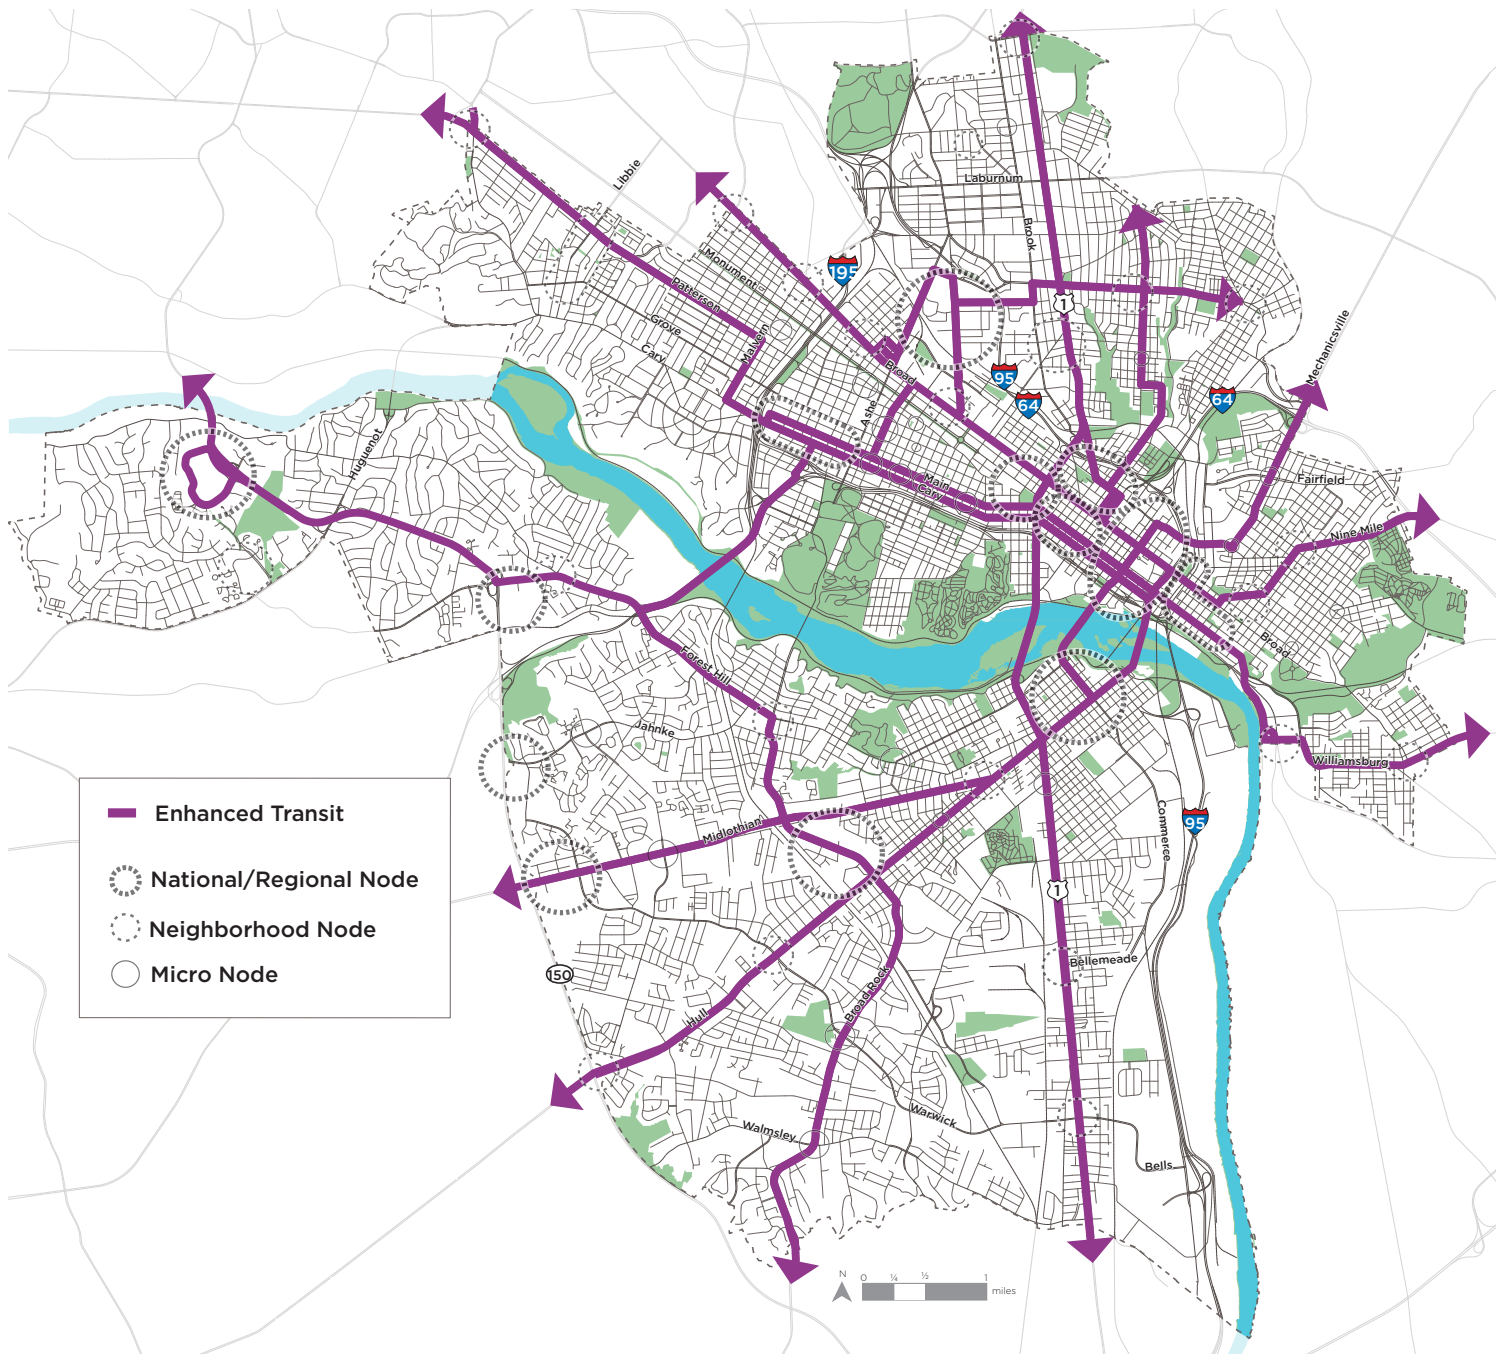 Libbie
Laburnum
Brook
Monument
195
Patterson
1
Grove
Malvern
Cary
Broad
Mechanicsville
95
64
64
Ashe
Huguenot
Main
Cary
Fairfield
Nine Mile
Broad
Forest Hill
Jahnke
Williamsburg
Enhanced Transit
National/Regional Node
Neighborhood Node
Micro Node
Midlothian
Commerce
95
1
150
Bellemeade
Broad Rock
Hull
Warwick
Walmsley
Bells
N
0 ¼ ½ 1
miles